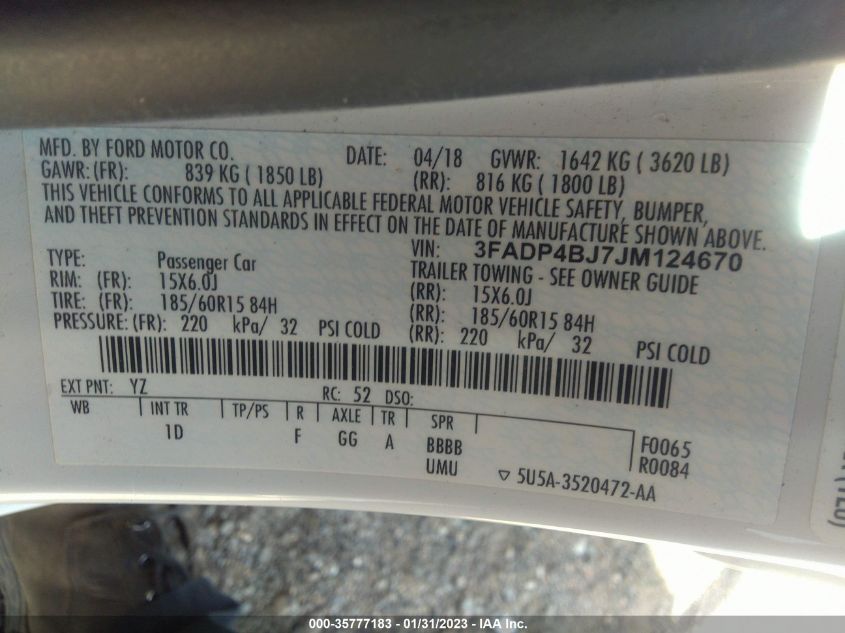 MFD. BY FORD MOTOR CO. DATE: 04/18 GVWR: 1642 KG ( 3620 LB)
GAWR: (FR): 839 KG ( 1850 LB) (RR): 816 KG ( 1800 LB)
THIS VEHICLE CONFORMS TO ALL APPLICABLE FEDERAL MOTOR VEHICLE SAFETY, BUMPER,
AND THEFT PREVENTION STANDARDS IN EFFECT ON THE DATE OF MANUFACTURE SHOWN ABOVE.
VIN: 3FADP4BJ7JM124670
TYPE: Passenger Car TRAILER TOWING - SEE OWNER GUIDE
RIM: (FR): 15X6.0J (RR): 15X6.0J
TIRE: (FR): 185/60R15 84H (RR): 185/60R15 84H
PRESSURE: (FR): 220 kPa/ 32 PSI COLD (RR): 220 kPa/ 32 PSI COLD
EXT PNT: YZ RC: 52 DSO:
WB INT TR TP/PS R AXLE TR SPR
1D F GG A BBBB F0065
UMU R0084
5U5A-3520472-AA
000-35777183 - 01/31/2023 - IAA Inc.